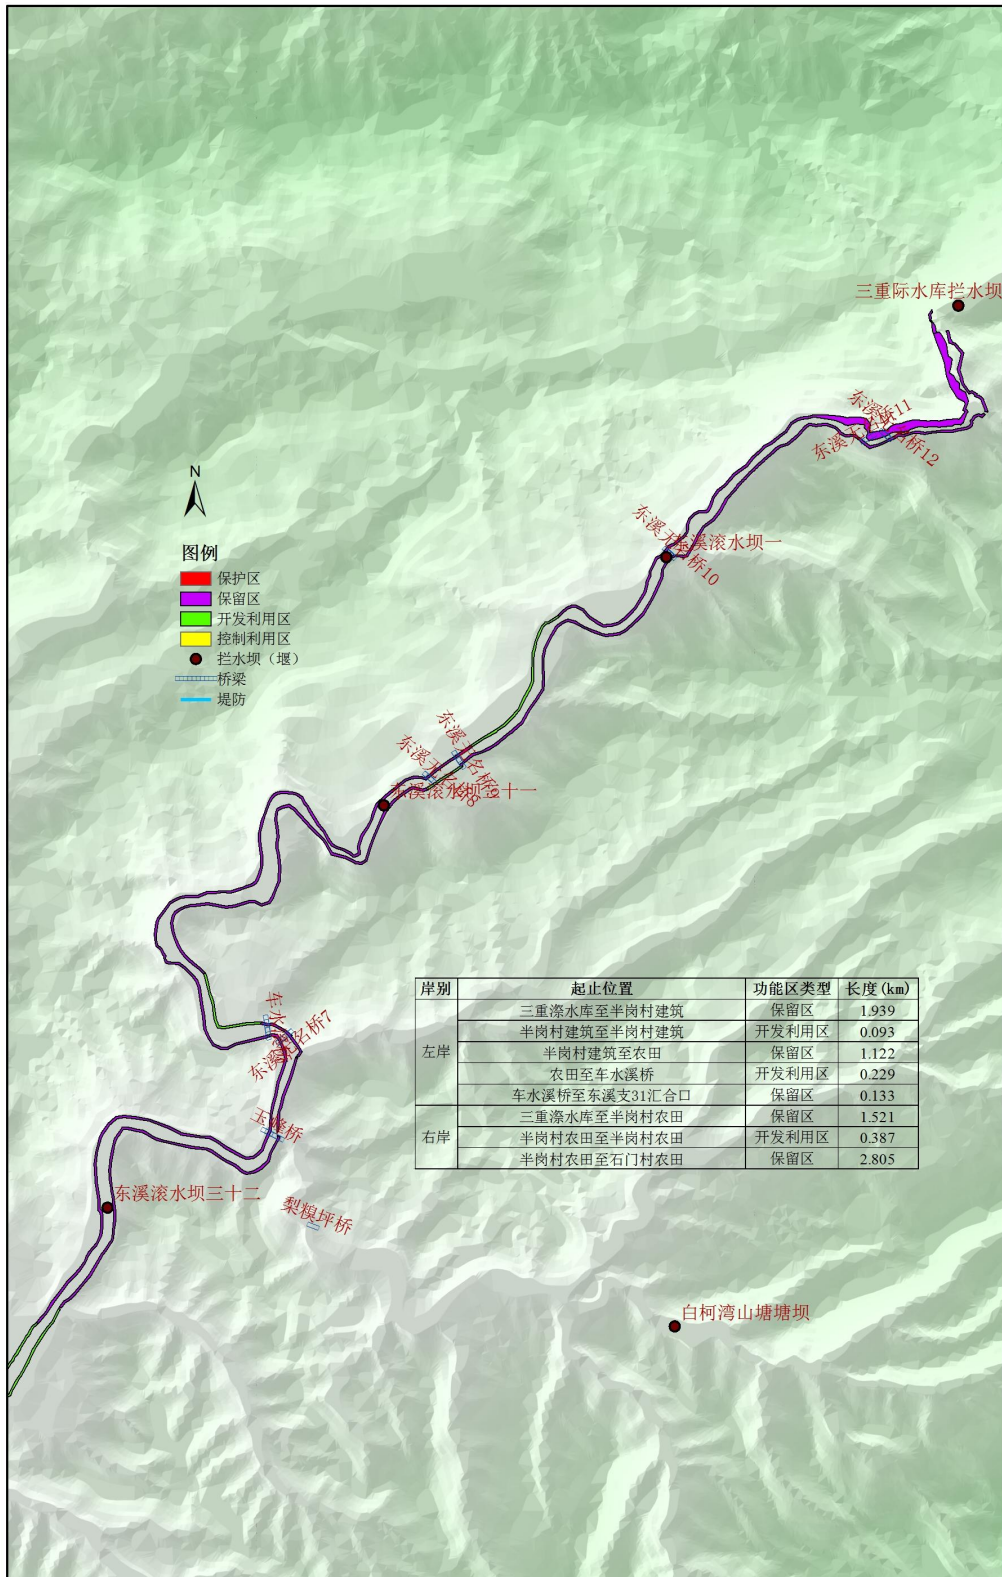 三重际水库拦水坝
东溪无名桥11
东溪无名桥12
N
东溪无名桥10
东溪滚水坝一
图例
保护区
保留区
开发利用区
控制利用区
拦水坝（堰）
桥梁
堤防
东溪无名桥9
东溪无名桥8
东溪滚水坝三十一
岸别 起止位置 功能区类型 长度(km)
左岸
三重漈水库至半岗村建筑 保留区 1.939
半岗村建筑至半岗村建筑 开发利用区 0.093
半岗村建筑至农田 保留区 1.122
农田至车水溪桥 开发利用区 0.229
车水溪桥至东溪支31汇合口 保留区 0.133
右岸
三重漈水库至半岗村农田 保留区 1.521
半岗村农田至半岗村农田 开发利用区 0.387
半岗村农田至石门村农田 保留区 2.805
车水溪桥
东溪无名桥7
玉峰桥
东溪滚水坝三十二
梨糗坪桥
白柯湾山塘塘坝